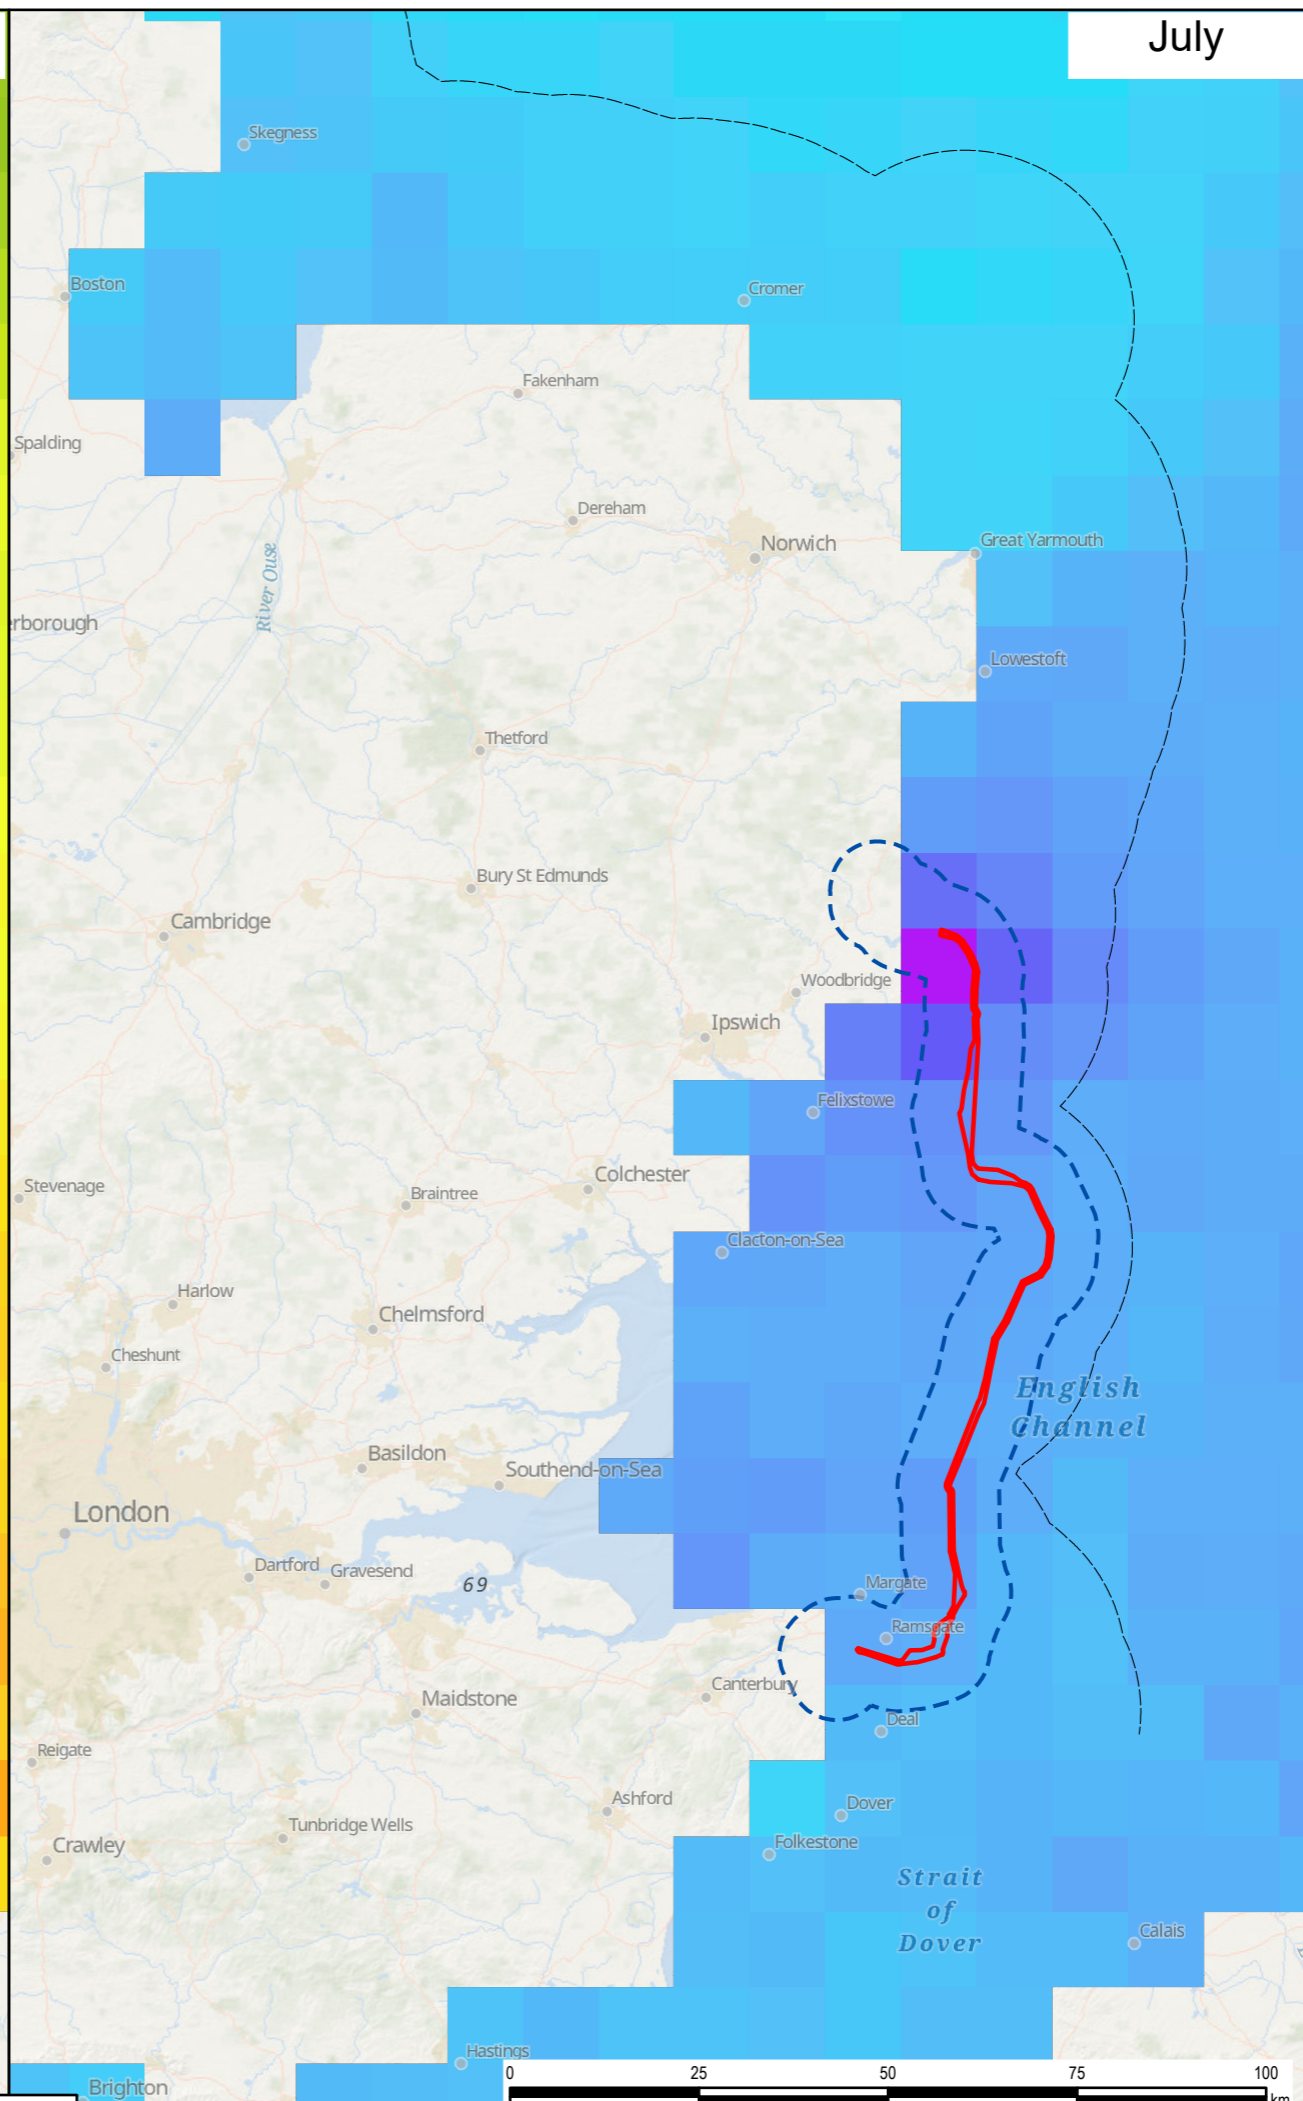 July
Skegness
Boston
Cromer
Fakenham
Spalding
Dereham
Norwich
Great Yarmouth
River Ouse
erborough
Lowestoft
Thetford
Bury St Edmunds
Cambridge
Woodbridge
Ipswich
Felixstowe
Colchester
Stevenage
Braintree
Clacton-on-Sea
Harlow
Chelmsford
Cheshunt
English
Channel
Basildon
Southend-on-Sea
London
Dartford
Gravesend
69
Margate
Ramsgate
Canterbury
Maidstone
Deal
Reigate
Ashford
Dover
Tunbridge Wells
Crawley
Folkestone
Strait
of
Dover
Calais
Hastings
Brighton
0 25 50 75 100
km